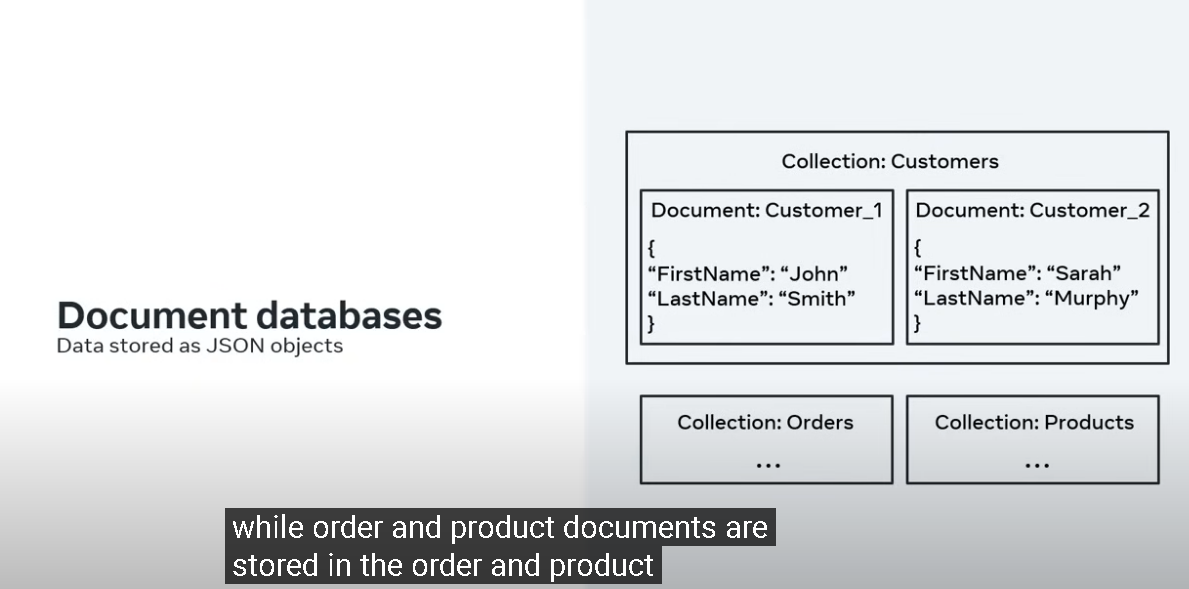 Document databases
Data stored as JSON objects
Collection: Customers
Document: Customer_1
{
“FirstName”: “John”
“LastName”: “Smith”
}
Document: Customer_2
{
“FirstName”: “Sarah”
“LastName”: “Murphy”
}
Collection: Orders
...
Collection: Products
...
while order and product documents are
stored in the order and product